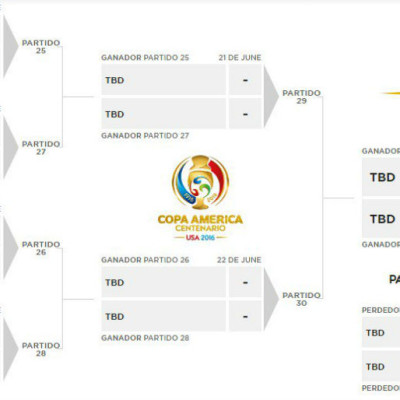 PARTIDO
25
GANADOR PARTIDO 25 21 DE JUNE
TBD -
TBD -
GANADOR PARTIDO 27
PARTIDO
27
PARTIDO
29
COPA AMERICA
CENTENARIO
USA 2016
PARTIDO
26
GANADOR PARTIDO 26 22 DE JUNE
TBD -
TBD -
GANADOR PARTIDO 28
PARTIDO
28
PARTIDO
30
GANADOR
TBD
TBD
GANADOR
PA
PERDEDO
TBD
TBD
PERDEDO